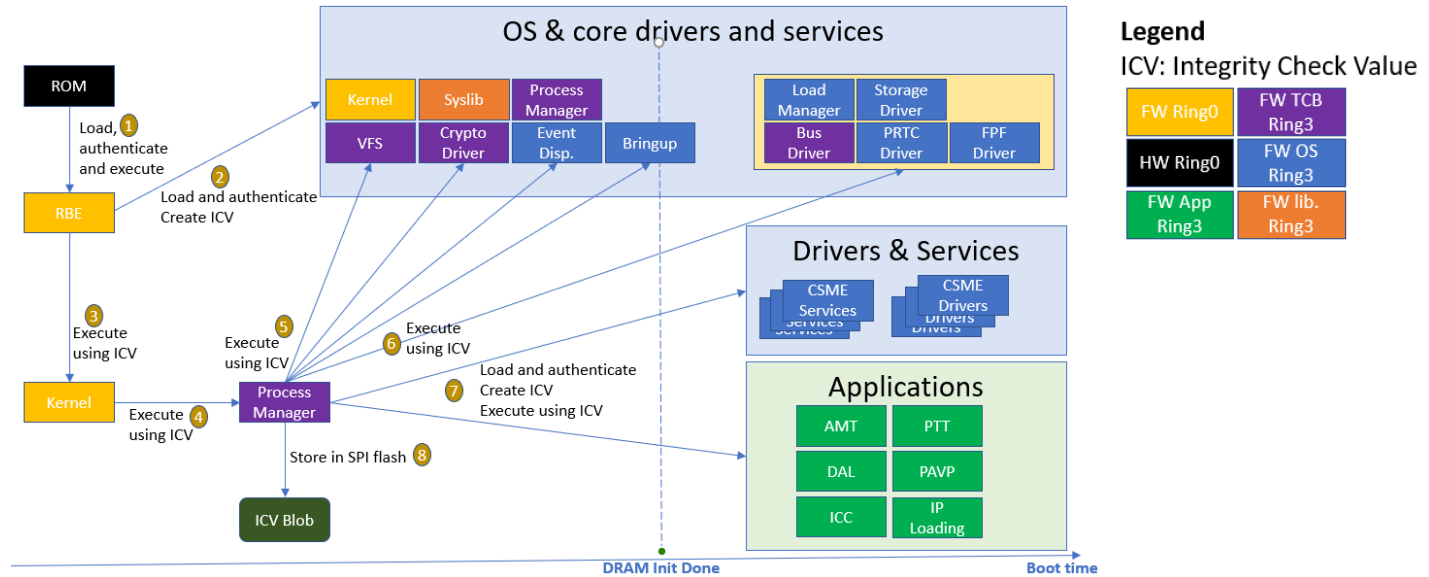 OS & core drivers and services
Legend
ICV: Integrity Check Value
FW Ring0
FW TCB
Ring3
HW Ring0
FW OS
Ring3
FW App
Ring3
FW lib.
Ring3
ROM
Load,
authenticate
and execute
1
RBE
2
Load and authenticate
Create ICV
Kernel
Syslib
Process
Manager
VFS
Crypto
Driver
Event
Disp.
Bringup
Load
Manager
Storage
Driver
Bus
Driver
PRTC
Driver
FPF
Driver
3
Execute
using ICV
Kernel
Execute
using ICV
4
Process
Manager
5
Execute
using ICV
6
Execute
using ICV
7
Load and authenticate
Create ICV
Execute using ICV
Store in SPI flash 8
ICV Blob
Drivers & Services
CSME
Services
Services
Services
CSME
Drivers
Drivers
Drivers
Applications
AMT
PTT
DAL
PAVP
ICC
IP
Loading
DRAM Init Done
Boot time